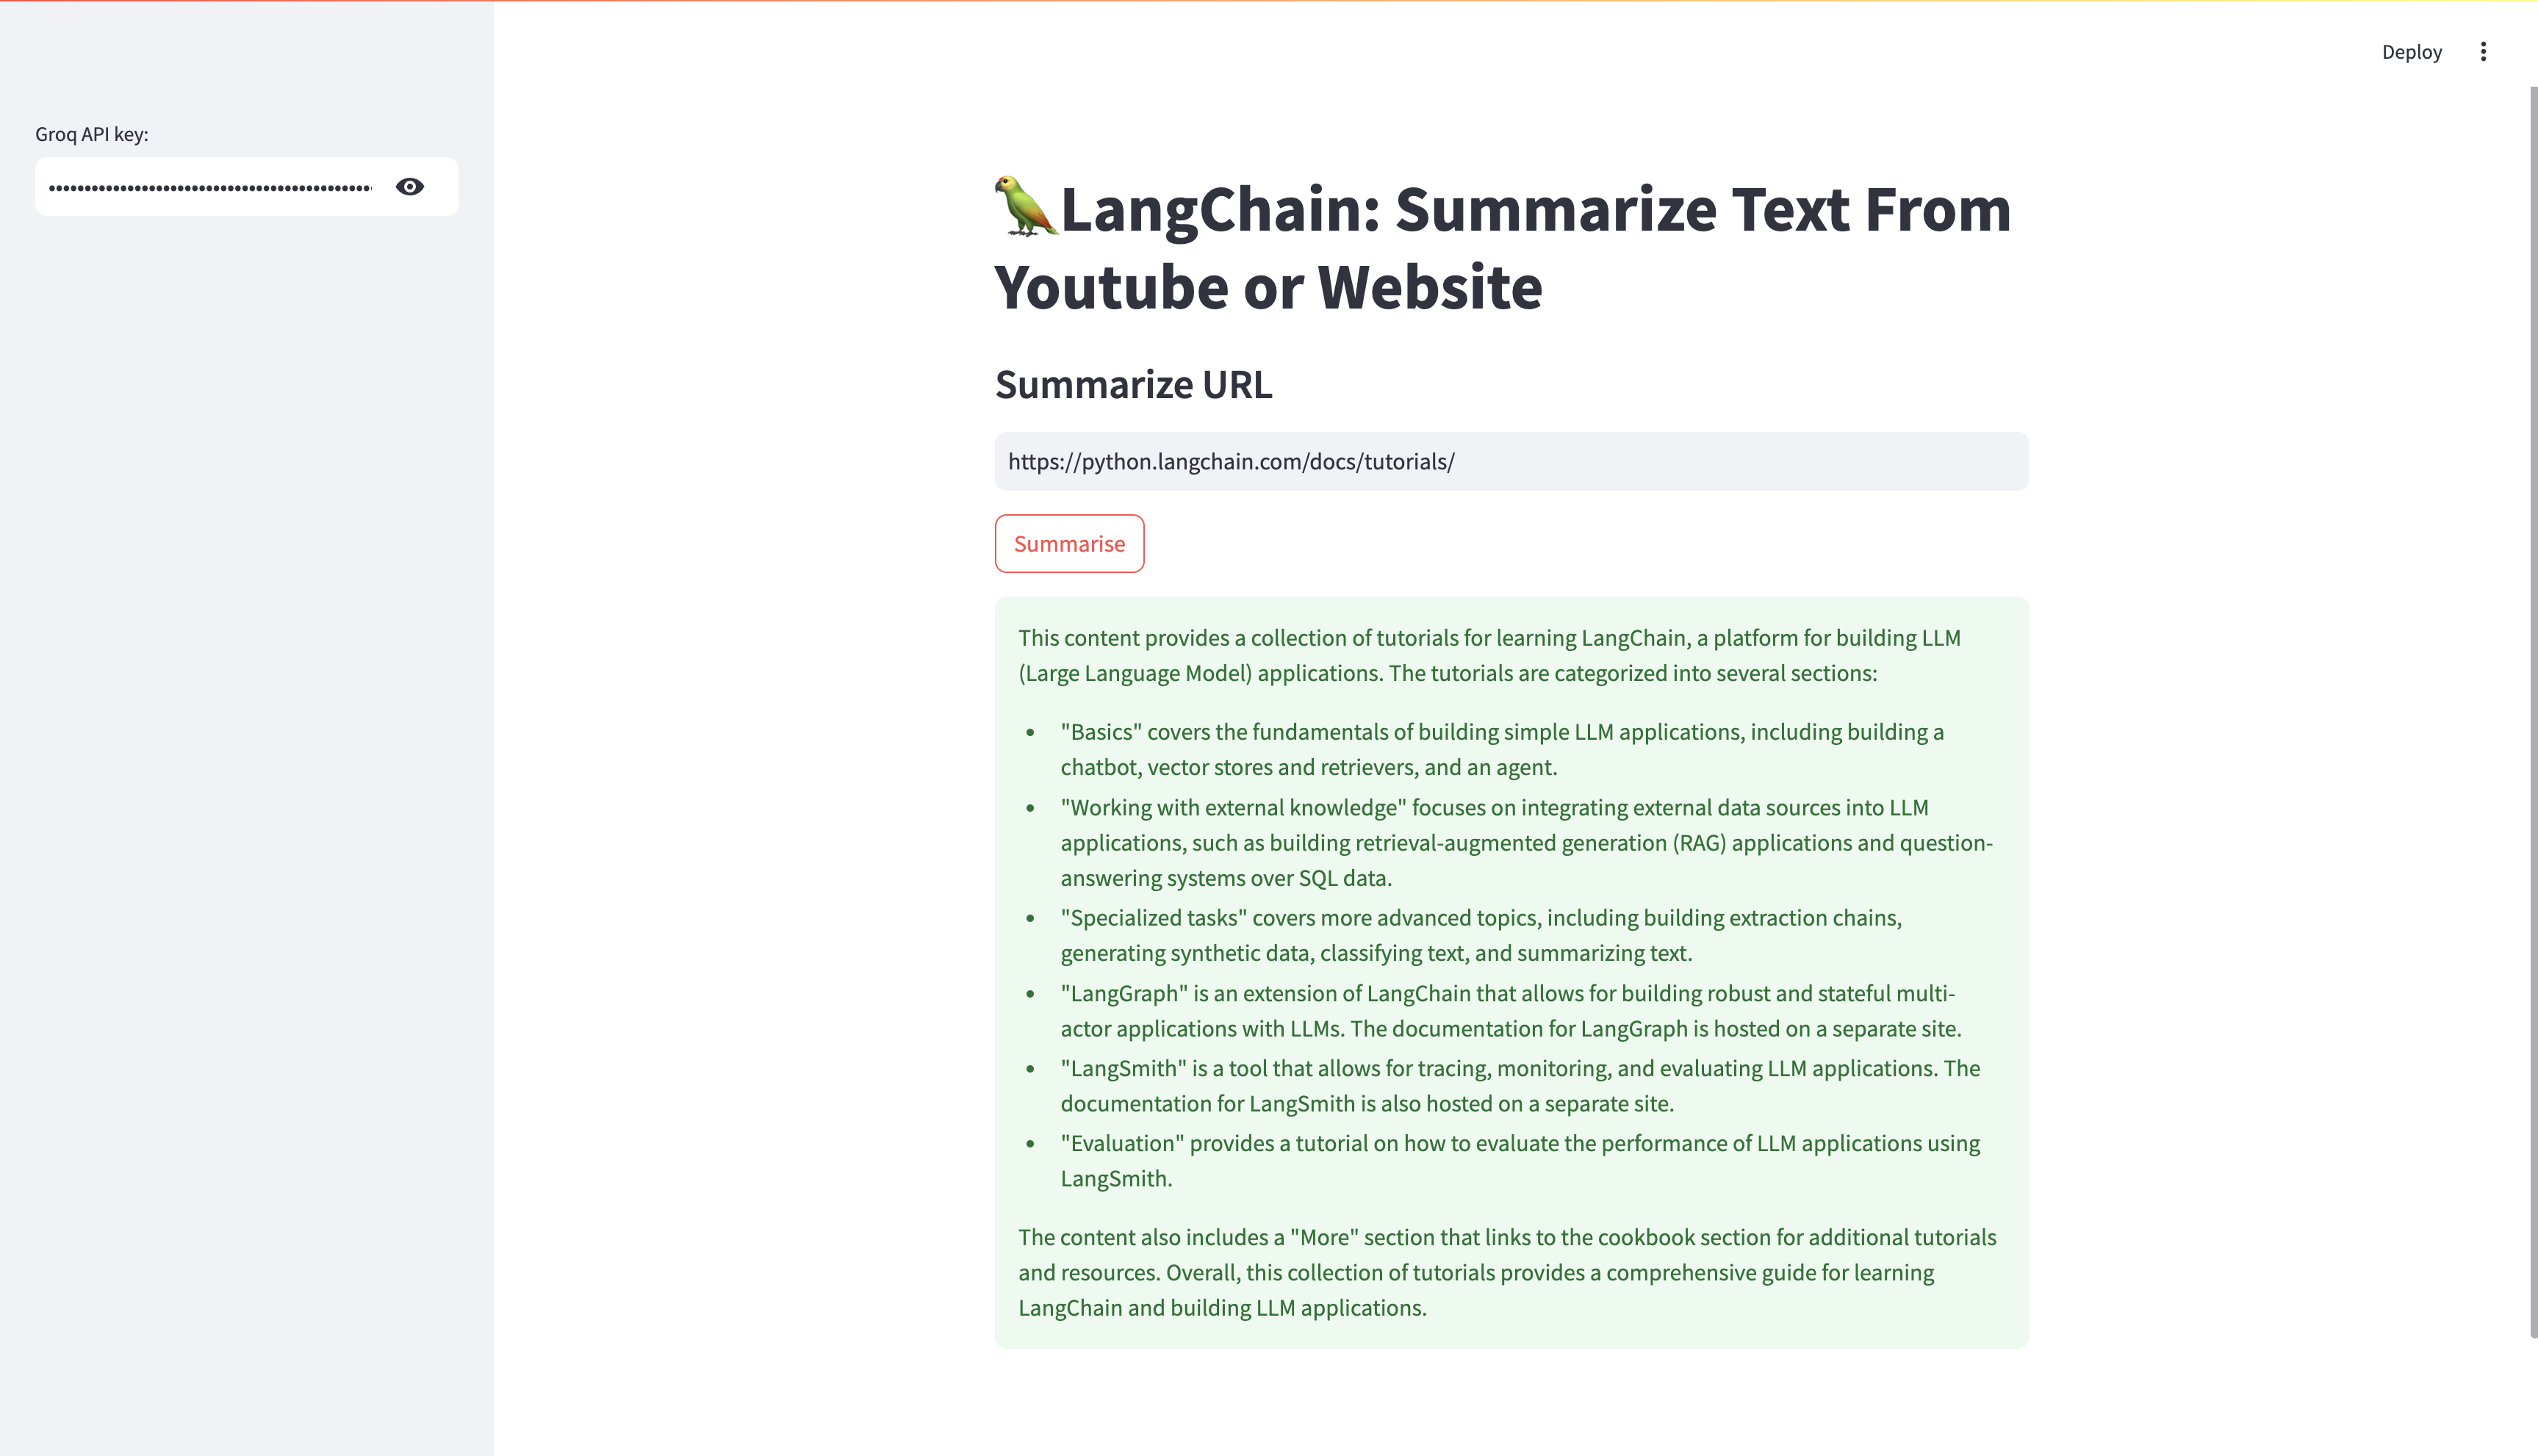 Deploy
Groq API key:
🦜LangChain: Summarize Text From
Youtube or Website
Summarize URL
https://python.langchain.com/docs/tutorials/
Summarise
This content provides a collection of tutorials for learning LangChain, a platform for building LLM
(Large Language Model) applications. The tutorials are categorized into several sections:
• "Basics" covers the fundamentals of building simple LLM applications, including building a
chatbot, vector stores and retrievers, and an agent.
• "Working with external knowledge" focuses on integrating external data sources into LLM
applications, such as building retrieval-augmented generation (RAG) applications and question-
answering systems over SQL data.
• "Specialized tasks" covers more advanced topics, including building extraction chains,
generating synthetic data, classifying text, and summarizing text.
• "LangGraph" is an extension of LangChain that allows for building robust and stateful multi-
actor applications with LLMs. The documentation for LangGraph is hosted on a separate site.
• "LangSmith" is a tool that allows for tracing, monitoring, and evaluating LLM applications. The
documentation for LangSmith is also hosted on a separate site.
• "Evaluation" provides a tutorial on how to evaluate the performance of LLM applications using
LangSmith.
The content also includes a "More" section that links to the cookbook section for additional tutorials
and resources. Overall, this collection of tutorials provides a comprehensive guide for learning
LangChain and building LLM applications.